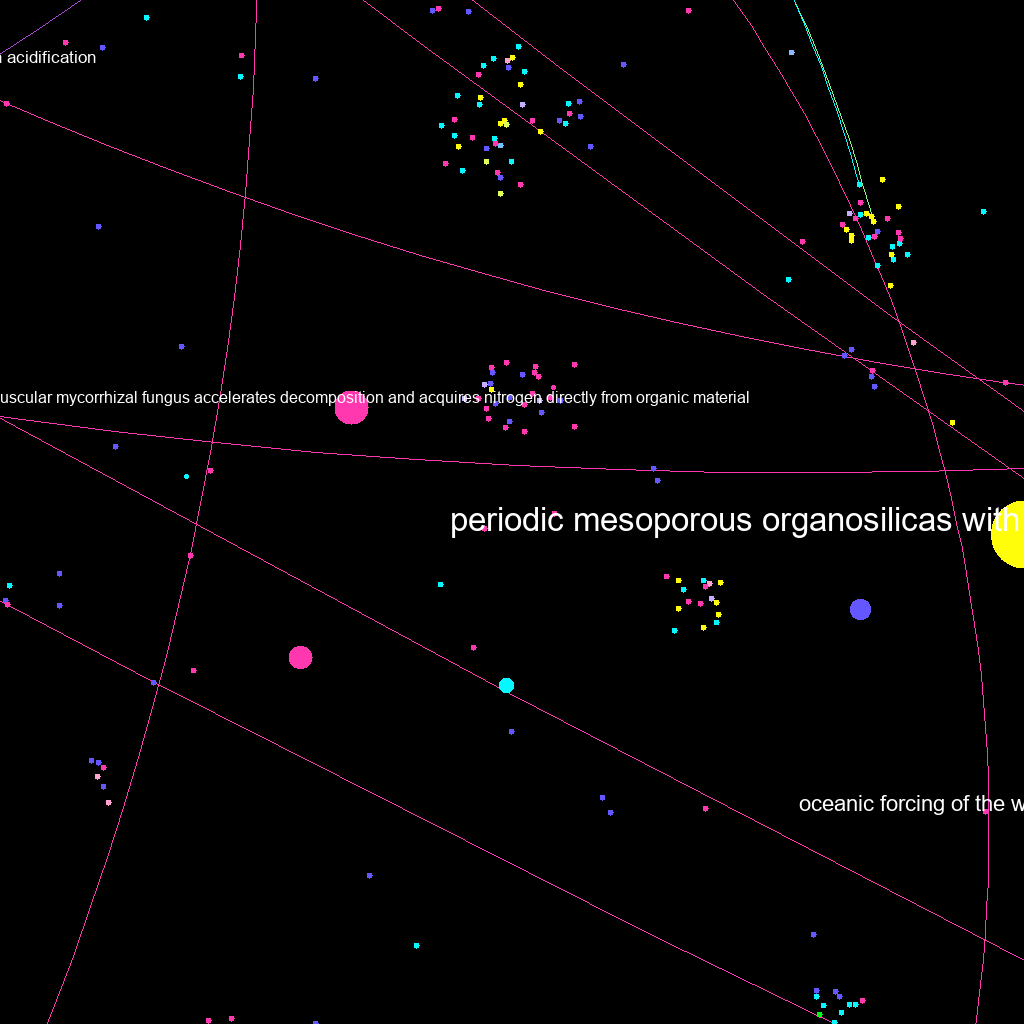 acidification
uscular mycorrhizal fungus accelerates decomposition and acquires nitrogen directly from organic material
periodic mesoporous organosilicas with
oceanic forcing of the w